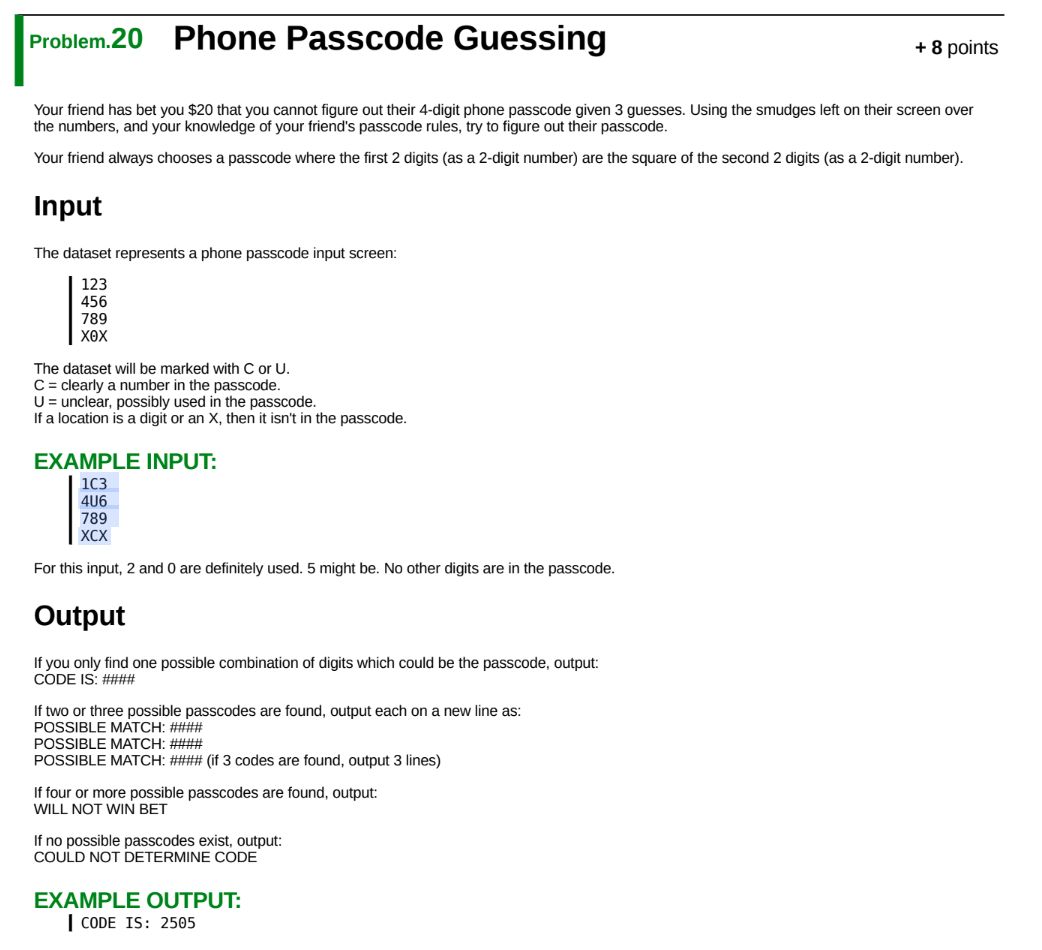 Problem.20 Phone Passcode Guessing + 8 points
Your friend has bet you $20 that you cannot figure out their 4-digit phone passcode given 3 guesses. Using the smudges left on their screen over
the numbers, and your knowledge of your friend's passcode rules, try to figure out their passcode.
Your friend always chooses a passcode where the first 2 digits (as a 2-digit number) are the square of the second 2 digits (as a 2-digit number).
Input
The dataset represents a phone passcode input screen:
123
456
789
X0X
The dataset will be marked with C or U.
C = clearly a number in the passcode.
U = unclear, possibly used in the passcode.
If a location is a digit or an X, then it isn't in the passcode.
EXAMPLE INPUT:
1C3
4U6
789
XCX
For this input, 2 and 0 are definitely used. 5 might be. No other digits are in the passcode.
Output
If you only find one possible combination of digits which could be the passcode, output:
CODE IS: ####
If two or three possible passcodes are found, output each on a new line as:
POSSIBLE MATCH: ####
POSSIBLE MATCH: ####
POSSIBLE MATCH: #### (if 3 codes are found, output 3 lines)
If four or more possible passcodes are found, output:
WILL NOT WIN BET
If no possible passcodes exist, output:
COULD NOT DETERMINE CODE
EXAMPLE OUTPUT:
CODE IS: 2505